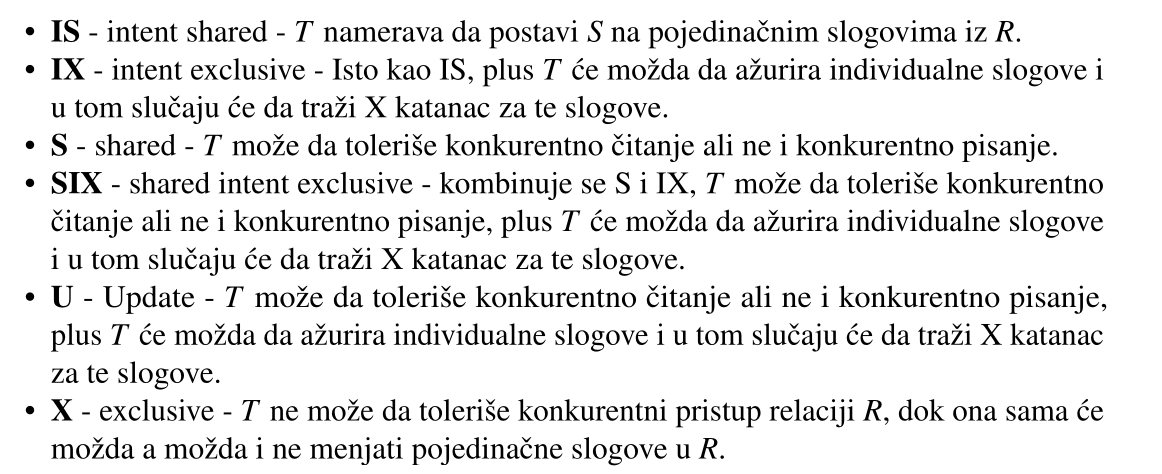 • IS - intent shared - T namerava da postavi S na pojedinačnim slogovima iz R.
• IX - intent exclusive - Isto kao IS, plus T će možda da ažurira individualne slogove i
u tom slučaju će da traži X katanac za te slogove.
• S - shared - T može da toleriše konkurentno čitanje ali ne i konkurentno pisanje.
• SIX - shared intent exclusive - kombinuje se S i IX, T može da toleriše konkurentno
čitanje ali ne i konkurentno pisanje, plus T će možda da ažurira individualne slogove
i u tom slučaju će da traži X katanac za te slogove.
• U - Update - T može da toleriše konkurentno čitanje ali ne i konkurentno pisanje,
plus T će možda da ažurira individualne slogove i u tom slučaju će da traži X katanac
za te slogove.
• X - exclusive - T ne može da toleriše konkurentni pristup relaciji R, dok ona sama će
možda a možda i ne menjati pojedinačne slogove u R.